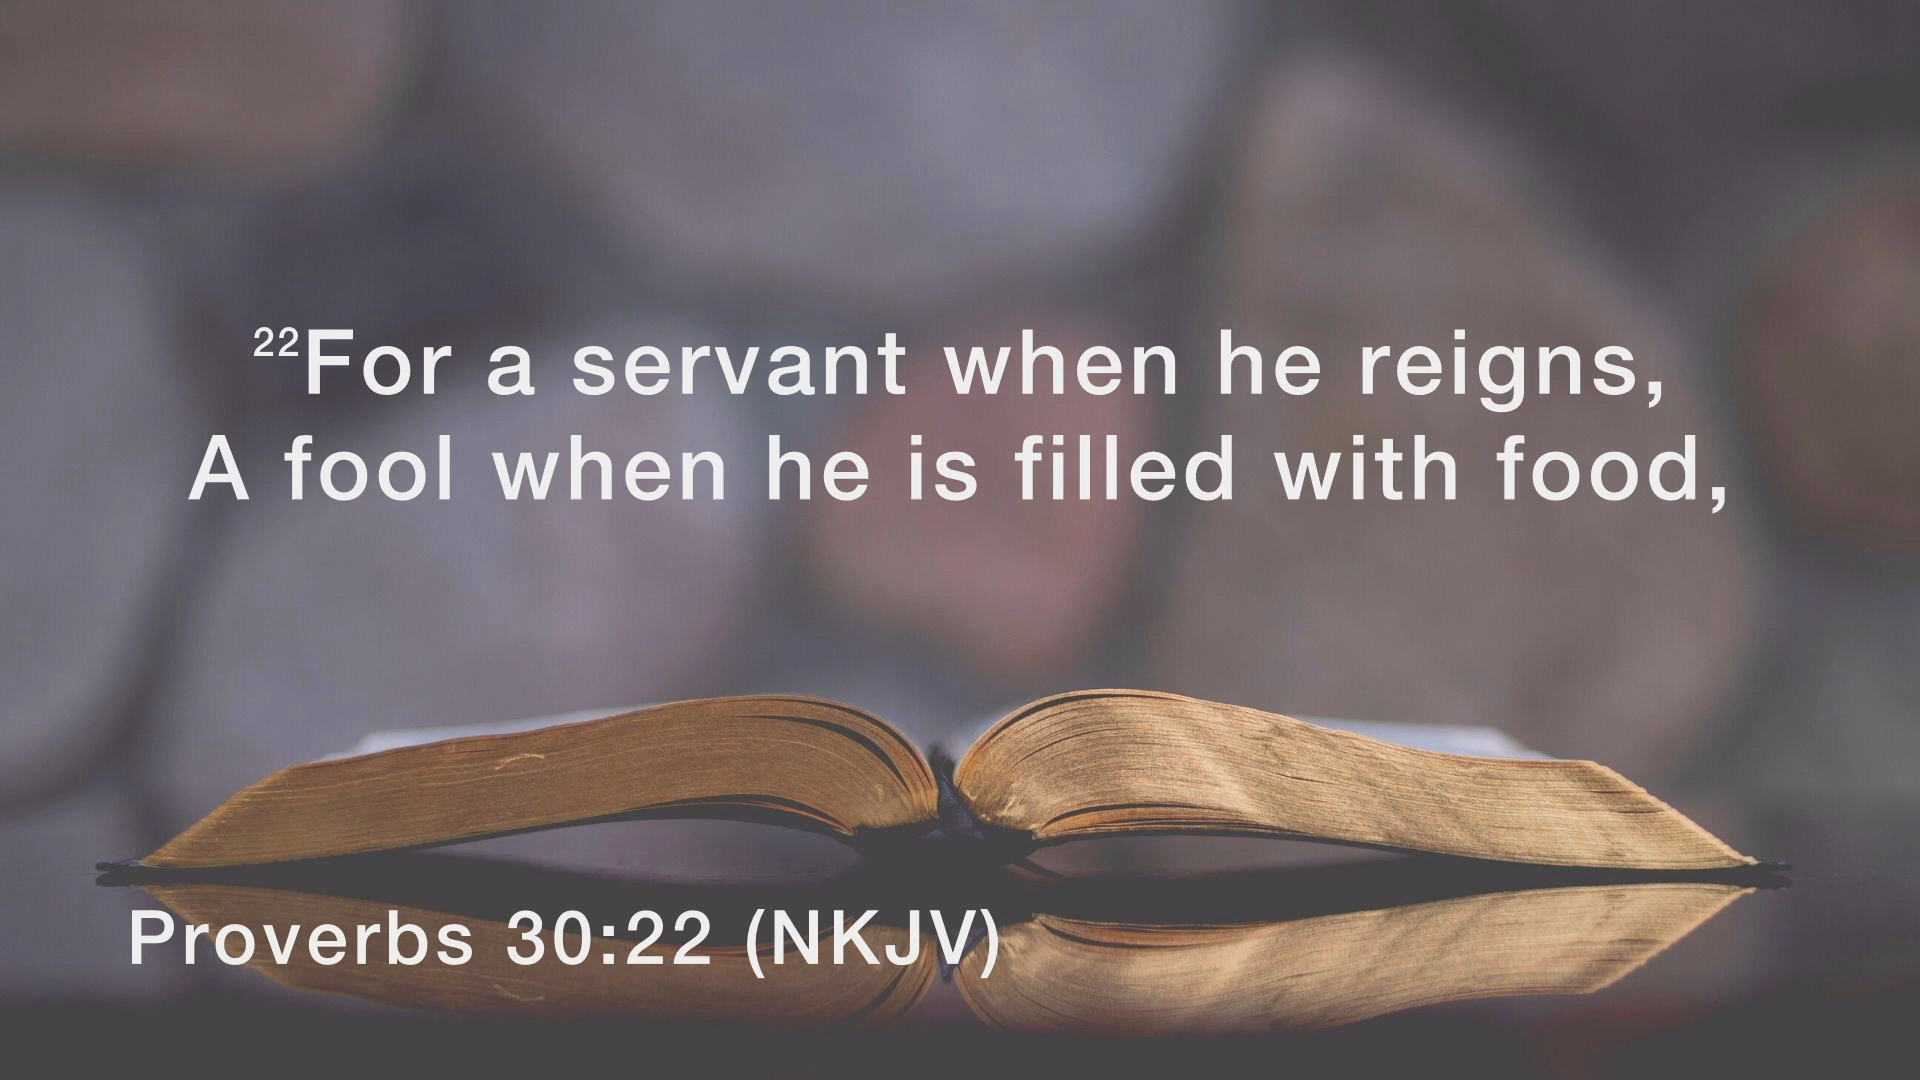 22For a servant when he reigns,
A fool when he is filled with food,
Proverbs 30:22 (NKJV)